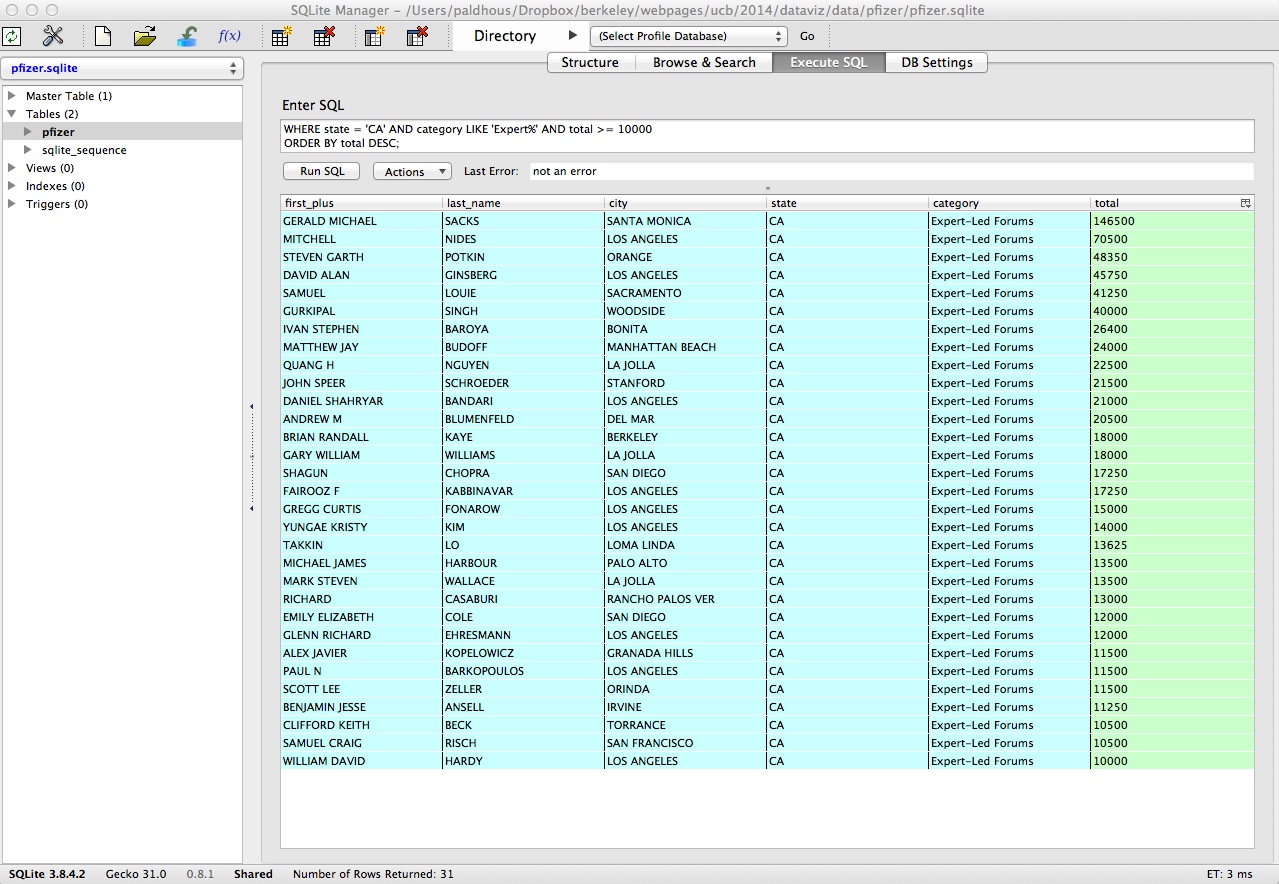 SQLite Manager - /Users/paldhous/Dropbox/berkeley/webpages/ucb/2014/dataviz/data/pfizer/pfizer.sqlite
f(x) Directory (Select Profile Database) Go
pfizer.sqlite
Master Table (1)
Tables (2)
pfizer
sqlite_sequence
Views (0)
Indexes (0)
Triggers (0)
Structure Browse & Search Execute SQL DB Settings
Enter SQL
WHERE state = 'CA' AND category LIKE 'Expert%' AND total >= 10000
ORDER BY total DESC;
Run SQL Actions Last Error: not an error
first_plus last_name city state category total
GERALD MICHAEL SACKS SANTA MONICA CA Expert-Led Forums 146500
MITCHELL NIDES LOS ANGELES CA Expert-Led Forums 70500
STEVEN GARTH POTKIN ORANGE CA Expert-Led Forums 48350
DAVID ALAN GINSBERG LOS ANGELES CA Expert-Led Forums 45750
SAMUEL LOUIE SACRAMENTO CA Expert-Led Forums 41250
GURKIPAL SINGH WOODSIDE CA Expert-Led Forums 40000
IVAN STEPHEN BAROYA BONITA CA Expert-Led Forums 26400
MATTHEW JAY BUDOFF MANHATTAN BEACH CA Expert-Led Forums 24000
QUANG H NGUYEN LA JOLLA CA Expert-Led Forums 22500
JOHN SPEER SCHROEDER STANFORD CA Expert-Led Forums 21500
DANIEL SHAHRYAR BANDARI LOS ANGELES CA Expert-Led Forums 21000
ANDREW M BLUMENFELD DEL MAR CA Expert-Led Forums 20500
BRIAN RANDALL KAYE BERKELEY CA Expert-Led Forums 18000
GARY WILLIAM WILLIAMS LA JOLLA CA Expert-Led Forums 18000
SHAGUN CHOPRA SAN DIEGO CA Expert-Led Forums 17250
FAIROOZ F KABBINAVAR LOS ANGELES CA Expert-Led Forums 17250
GREGG CURTIS FONAROW LOS ANGELES CA Expert-Led Forums 15000
YUNGAE KRISTY KIM LOS ANGELES CA Expert-Led Forums 14000
TAKKIN LO LOMA LINDA CA Expert-Led Forums 13625
MICHAEL JAMES HARBOUR PALO ALTO CA Expert-Led Forums 13500
MARK STEVEN WALLACE LA JOLLA CA Expert-Led Forums 13500
RICHARD CASABURI RANCHO PALOS VER CA Expert-Led Forums 13000
EMILY ELIZABETH COLE SAN DIEGO CA Expert-Led Forums 12000
GLENN RICHARD EHRESMANN LOS ANGELES CA Expert-Led Forums 12000
ALEX JAVIER KOPELOWICZ GRANADA HILLS CA Expert-Led Forums 11500
PAUL N BARKOPOULOS LOS ANGELES CA Expert-Led Forums 11500
SCOTT LEE ZELLER ORINDA CA Expert-Led Forums 11500
BENJAMIN JESSE ANSELL IRVINE CA Expert-Led Forums 11250
CLIFFORD KEITH BECK TORRANCE CA Expert-Led Forums 10500
SAMUEL CRAIG RISCH SAN FRANCISCO CA Expert-Led Forums 10500
WILLIAM DAVID HARDY LOS ANGELES CA Expert-Led Forums 10000
SQLite 3.8.4.2 Gecko 31.0 0.8.1 Shared Number of Rows Returned: 31 ET: 3 ms